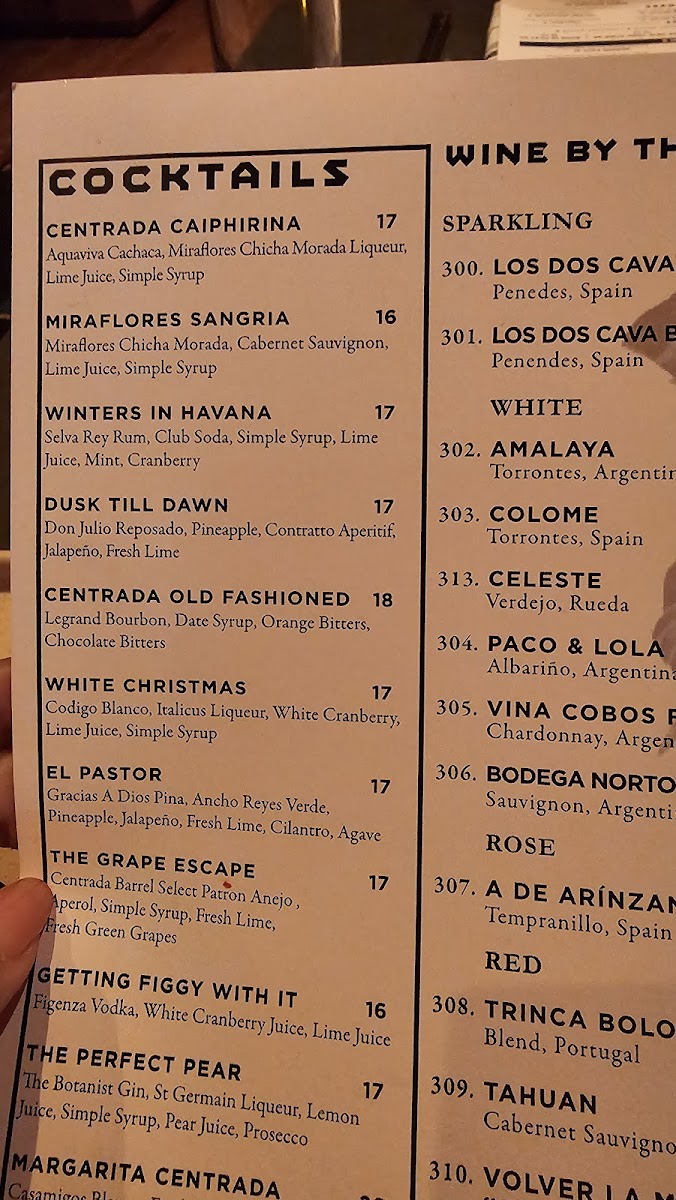 COCKTAILS
CENTRADA CAIPHIRINA 17
Aquaviva Cachaca, Miraflores Chicha Morada Liqueur,
Lime Juice, Simple Syrup
MIRAFLORES SANGRIA 16
Miraflores Chicha Morada, Cabernet Sauvignon,
Lime Juice, Simple Syrup
WINTERS IN HAVANA 17
Selva Rey Rum, Club Soda, Simple Syrup, Lime
Juice, Mint, Cranberry
DUSK TILL DAWN 17
Don Julio Reposado, Pineapple, Contratto Aperitif,
Jalapeño, Fresh Lime
CENTRADA OLD FASHIONED 18
Legrand Bourbon, Date Syrup, Orange Bitters,
Chocolate Bitters
WHITE CHRISTMAS 17
Codigo Blanco, Italicus Liqueur, White Cranberry,
Lime Juice, Simple Syrup
EL PASTOR 17
Gracias A Dios Pina, Ancho Reyes Verde,
Pineapple, Jalapeño, Fresh Lime, Cilantro, Agave
THE GRAPE ESCAPE 17
Centrada Barrel Select Patron Anejo,
Aperol, Simple Syrup, Fresh Lime,
Fresh Green Grapes
GETTING FIGGY WITH IT 16
Figenza Vodka, White Cranberry Juice, Lime Juice
THE PERFECT PEAR 17
The Botanist Gin, St Germain Liqueur, Lemon
Juice, Simple Syrup, Pear Juice, Prosecco
MARGARITA CENTRADA
Casamigos
WINE BY TH
SPARKLING
300. LOS DOS CAVA
Penedes, Spain
301. LOS DOS CAVA B
Penendes, Spain
WHITE
302. AMALAYA
Torrontes, Argentin
303. COLOME
Torrontes, Spain
313. CELESTE
Verdejo, Rueda
304. PACO & LOLA
Albariño, Argentina
305. VINA COBOS F
Chardonnay, Argen
306. BODEGA NORTO
Sauvignon, Argenti
ROSE
307. A DE ARÍNZAN
Tempranillo, Spain
RED
308. TRINCA BOLO
Blend, Portugal
309. TAHUAN
Cabernet Sauvigno
310. VOLVER LA M